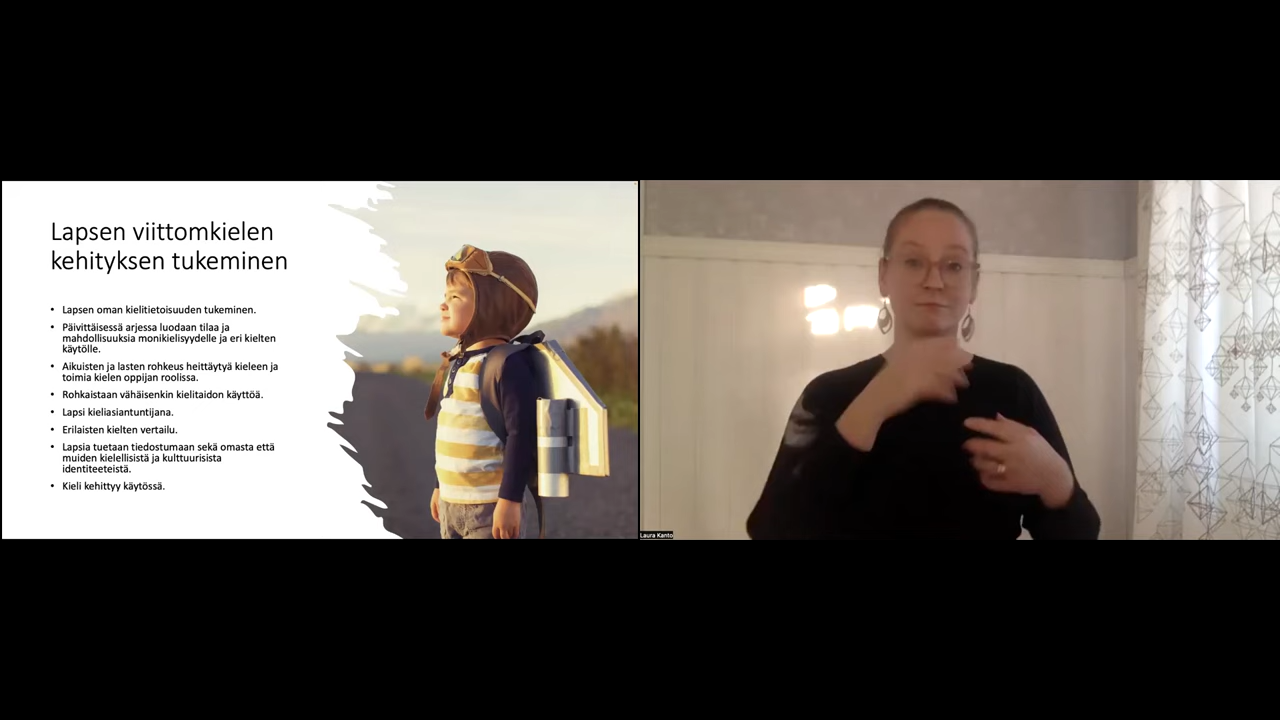 Lapsen viittomkielen
kehityksen tukeminen
• Lapsen oman kielitietoisuuden tukeminen.
• Päivittäisessä arjessa luodaan tilaa ja
mahdollisuuksia monikielisyydelle ja eri kielten
käytölle.
• Aikuisten ja lasten rohkeus heittäytyä kieleen ja
toimia kielen oppijan roolissa.
• Rohkaistaan vähäisenkin kielitaidon käyttöä.
• Lapsi kieliasiantuntijana.
• Erilaisten kielten vertailu.
• Lapsia tuetaan tiedostumaan sekä omasta että
muiden kielellisistä ja kulttuurisista
identiteeteistä.
• Kieli kehittyy käytössä.
Laura Kanto